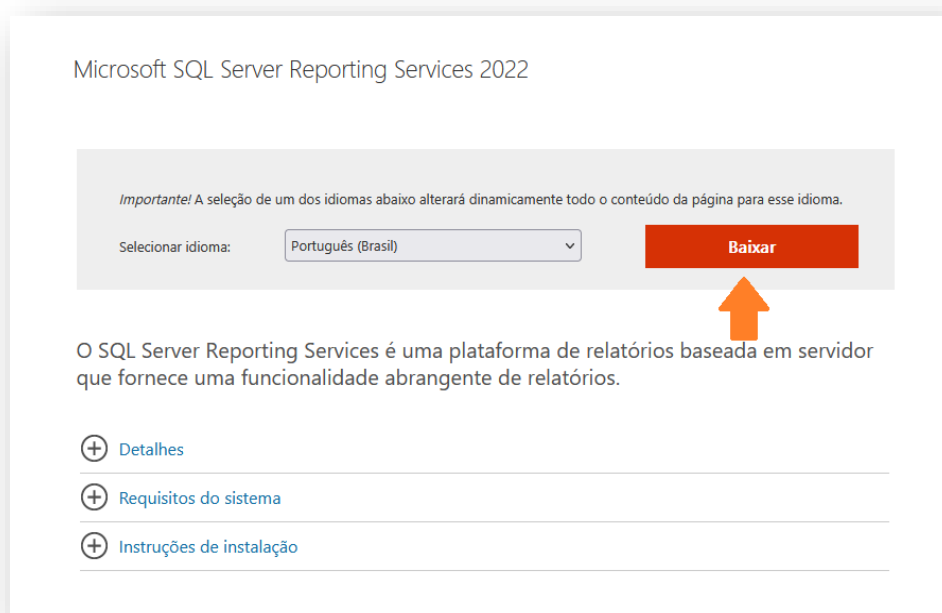 Microsoft SQL Server Reporting Services 2022
Importante! A seleção de um dos idiomas abaixo alterará dinamicamente todo o conteúdo da página para esse idioma.
Selecionar idioma:
Português (Brasil)
Baixar
O SQL Server Reporting Services é uma plataforma de relatórios baseada em servidor
que fornece uma funcionalidade abrangente de relatórios.
Detalhes
Requisitos do sistema
Instruções de instalação